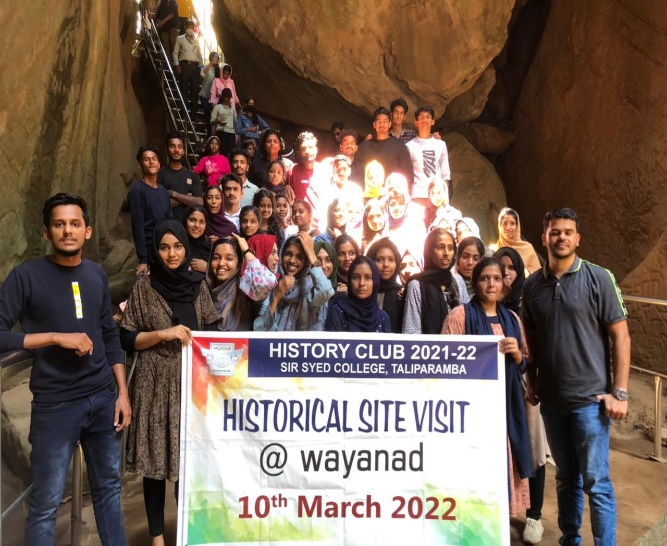 HISTORY CLUB 2021-22
SIR SYED COLLEGE, TALIPARAMBA
HISTORICAL SITE VISIT
@ wayanad
10th March 2022